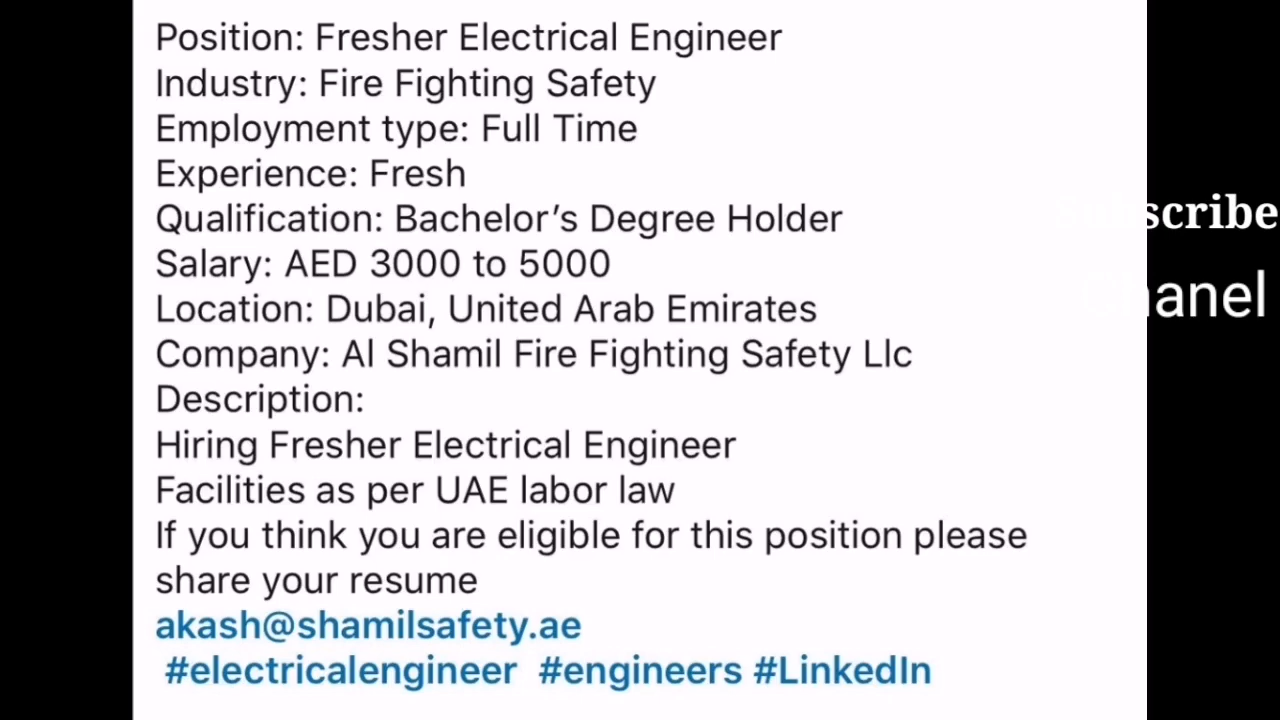 Position: Fresher Electrical Engineer
Industry: Fire Fighting Safety
Employment type: Full Time
Experience: Fresh
Qualification: Bachelor’s Degree Holder
Salary: AED 3000 to 5000
Location: Dubai, United Arab Emirates
Company: Al Shamil Fire Fighting Safety Llc
Description:
Hiring Fresher Electrical Engineer
Facilities as per UAE labor law
If you think you are eligible for this position please
share your resume
akash@shamilsafety.ae
#electricalengineer #engineers #LinkedIn
Subscribe
Chanel